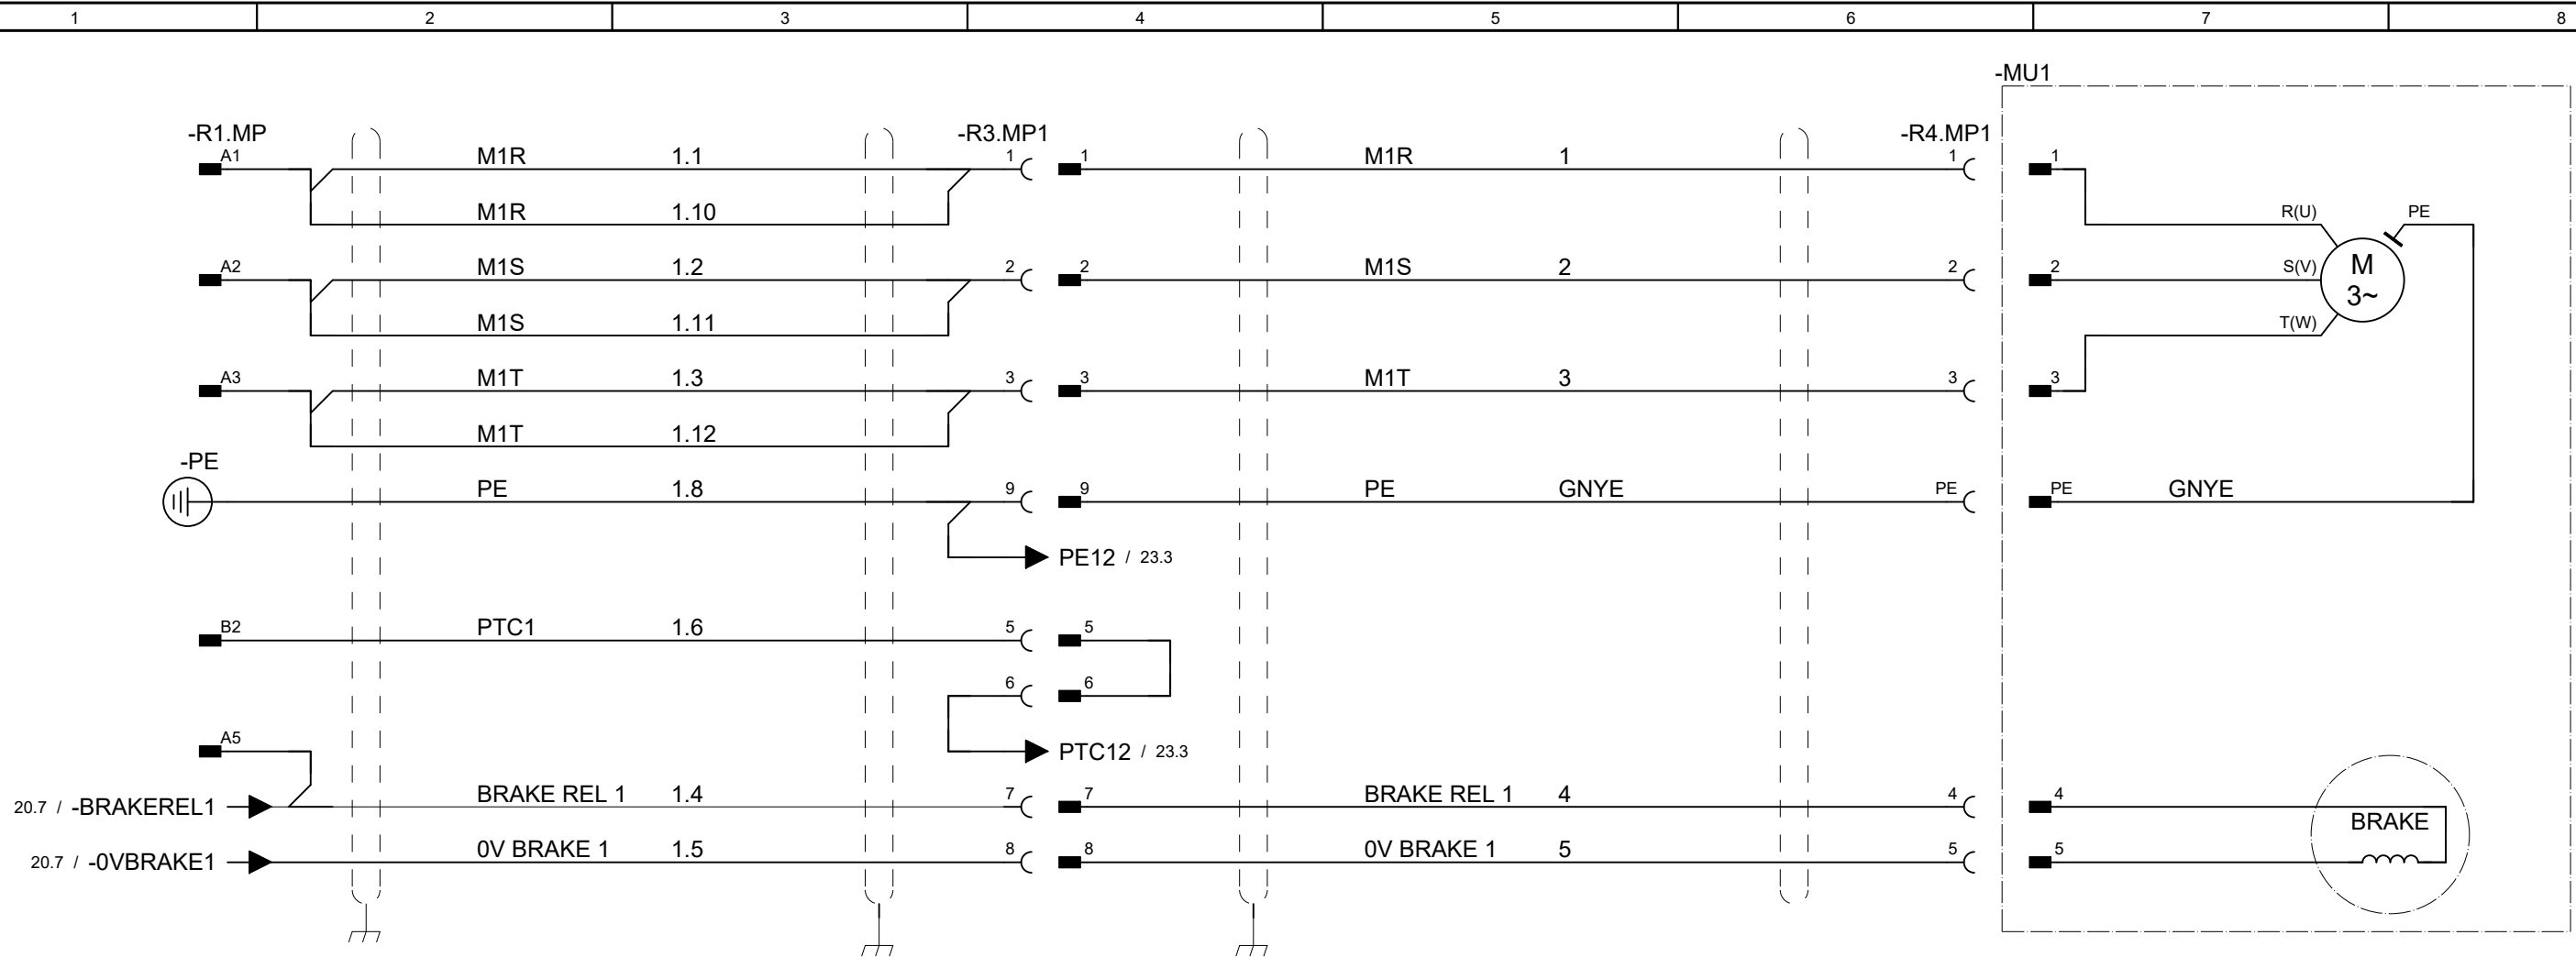 1 2 3 4 5 6 7 8
-MU1
-R1.MP -R3.MP1 -R4.MP1
A1 M1R 1.1 1 1 M1R 1 1 1
M1R 1.10 R(U) PE
A2 M1S 1.2 2 2 M1S 2 2 2 S(V) M
3~
M1S 1.11 T(W)
A3 M1T 1.3 3 3 M1T 3 3 3
M1T 1.12
-PE
PE 1.8 9 9 PE GNYE PE PE GNYE
PE12 / 23.3
B2 PTC1 1.6 5 5
6 6
A5 PTC12 / 23.3
20.7 / -BRAKEREL1 BRAKE REL 1 1.4 7 7 BRAKE REL 1 4 4 4
BRAKE
20.7 / -0VBRAKE1 0V BRAKE 1 1.5 8 8 0V BRAKE 1 5 5 5